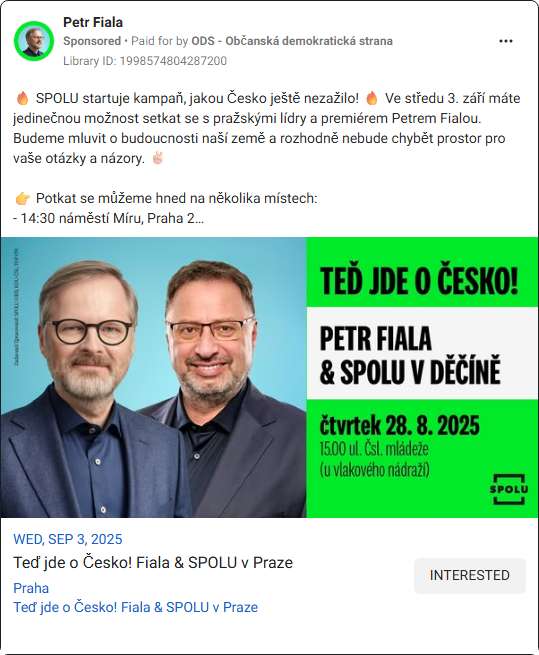 Petr Fiala
Sponsored • Paid for by ODS - Občanská demokratická strana
Library ID: 1998574804287200
🔥 SPOLU startuje kampaň, jakou Česko ještě nezažilo! 🔥 Ve středu 3. září máte
jedinečnou možnost setkat se s pražskými lídry a premiérem Petrem Fialou.
Budeme mluvit o budoucnosti naší země a rozhodně nebude chybět prostor pro
vaše otázky a názory. ✌🏻
👉 Potkat se můžeme hned na několika místech:
- 14:30 náměstí Míru, Praha 2…
TEĎ JDE O ČESKO!
PETR FIALA
& SPOLU V DĚČÍNĚ
čtvrtek 28. 8. 2025
15.00 ul. Čsl. mládeže
(u vlakového nádraží)
SPOLU
WED, SEP 3, 2025
Teď jde o Česko! Fiala & SPOLU v Praze
Praha
Teď jde o Česko! Fiala & SPOLU v Praze
INTERESTED